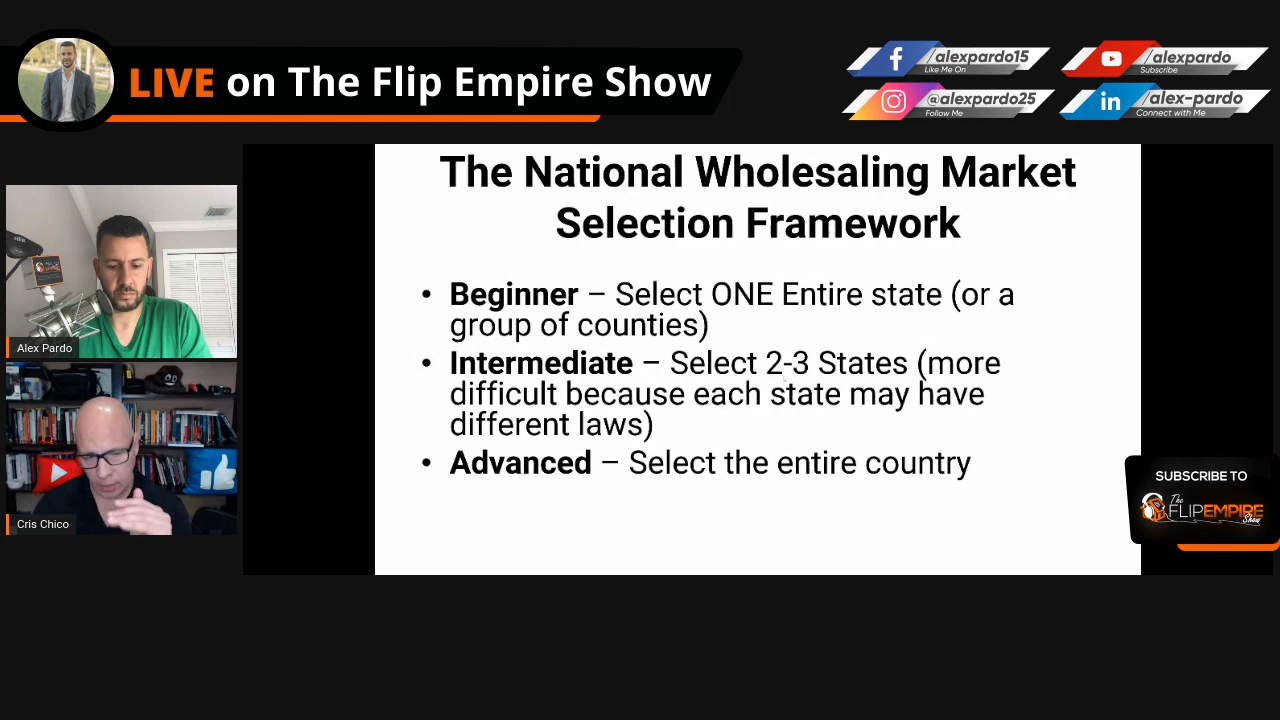 LIVE on The Flip Empire Show
/alexpardo15
Like Me On
/alexpardo
Subscribe
@alexpardo25
Follow Me
/alex-pardo
Connect with Me
The National Wholesaling Market
Selection Framework
• Beginner – Select ONE Entire state (or a
group of counties)
• Intermediate – Select 2-3 States (more
difficult because each state may have
different laws)
• Advanced – Select the entire country
Alex Pardo
Cris Chico
SUBSCRIBE TO
The
FLIPEMPIRE
Show